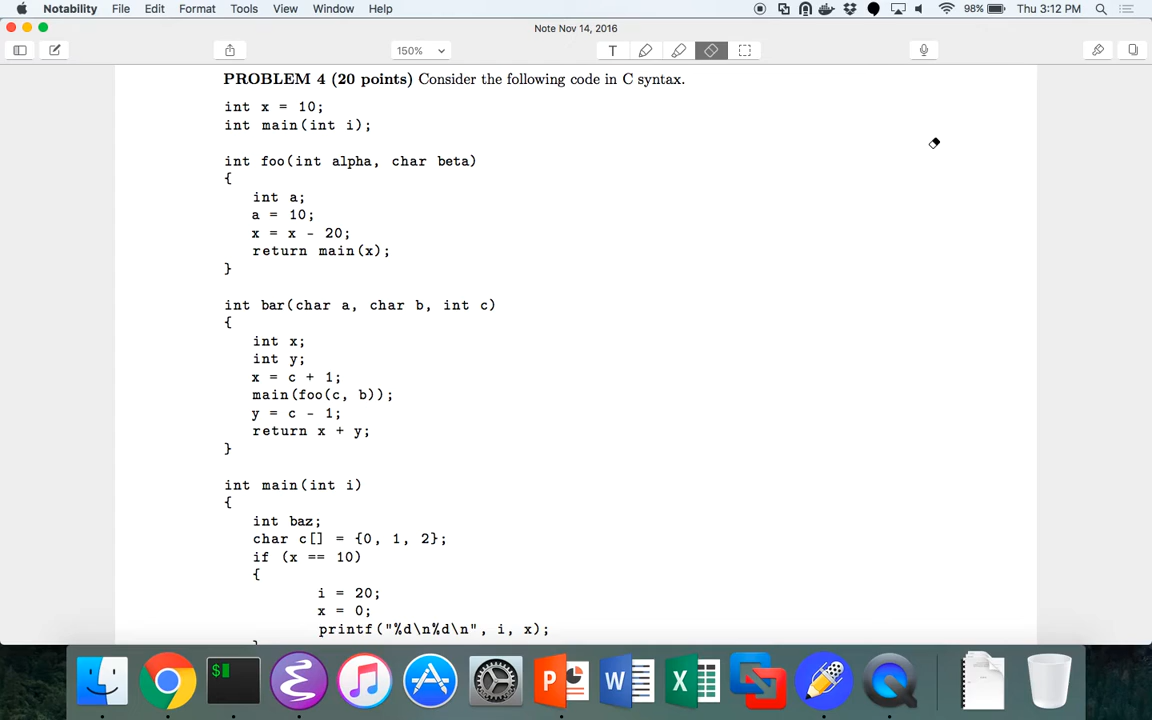 Notability File Edit Format Tools View Window Help 98% Thu 3:12 PM
Note Nov 14, 2016
150% T
PROBLEM 4 (20 points) Consider the following code in C syntax.
int x = 10;
int main(int i);
int foo(int alpha, char beta)
{
int a;
a = 10;
x = x - 20;
return main(x);
}
int bar(char a, char b, int c)
{
int x;
int y;
x = c + 1;
main(foo(c, b));
y = c - 1;
return x + y;
}
int main(int i)
{
int baz;
char c[] = {0, 1, 2};
if (x == 10)
{
i = 20;
x = 0;
printf("%d\n%d\n", i, x);
$ P W X